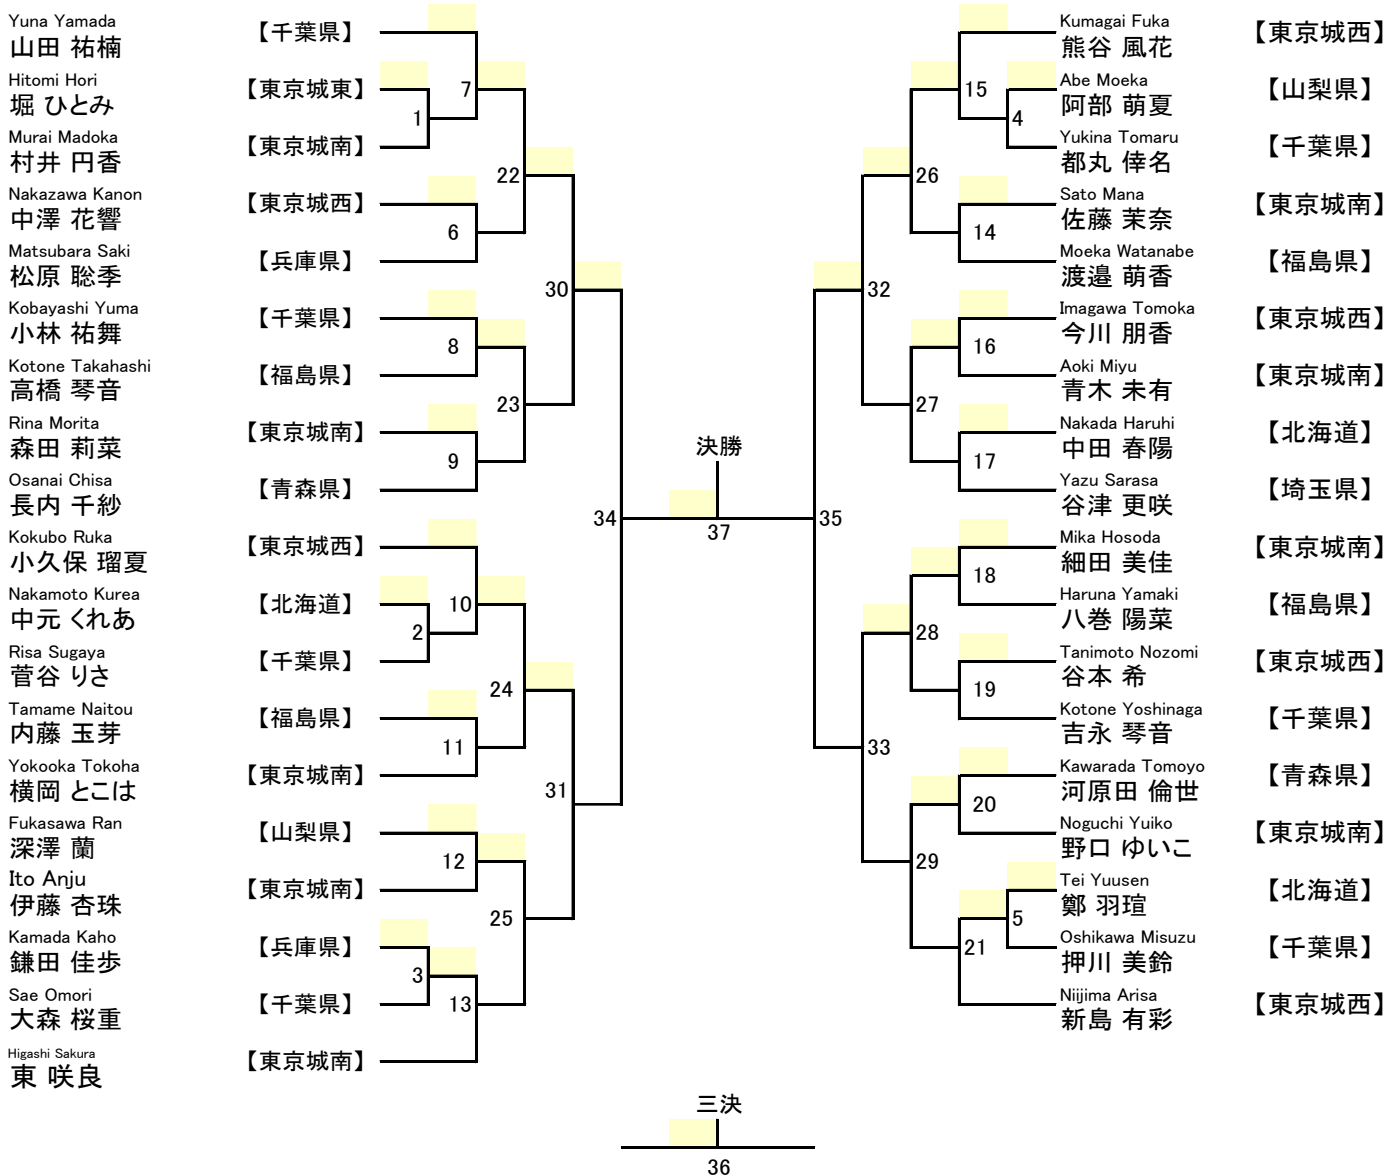 Yuna Yamada
山田 祐楠 【千葉県】
Hitomi Hori
堀 ひとみ 【東京城東】
Murai Madoka
村井 円香 【東京城南】
Nakazawa Kanon
中澤 花響 【東京城西】
Matsubara Saki
松原 聡季 【兵庫県】
Kobayashi Yuma
小林 祐舞 【千葉県】
Kotone Takahashi
高橋 琴音 【福島県】
Rina Morita
森田 莉菜 【東京城南】
Osanai Chisa
長内 千紗 【青森県】
Kokubo Ruka
小久保 瑠夏 【東京城西】
Nakamoto Kurea
中元 くれあ 【北海道】
Risa Sugaya
菅谷 りさ 【千葉県】
Tamame Naitou
内藤 玉芽 【福島県】
Yokooka Tokoha
横岡 とこは 【東京城南】
Fukasawa Ran
深澤 蘭 【山梨県】
Ito Anju
伊藤 杏珠 【東京城南】
Kamada Kaho
鎌田 佳歩 【兵庫県】
Sae Omori
大森 桜重 【千葉県】
Higashi Sakura
東 咲良 【東京城南】
7
1
22
6
30
8
23
9
34
10
2
24
11
31
12
25
3
13
決勝
37
三決
36
15
4
26
14
32
16
27
17
35
18
28
19
33
20
29
5
21
Kumagai Fuka
熊谷 風花 【東京城西】
Abe Moeka
阿部 萌夏 【山梨県】
Yukina Tomaru
都丸 倖名 【千葉県】
Sato Mana
佐藤 茉奈 【東京城南】
Moeka Watanabe
渡邉 萌香 【福島県】
Imagawa Tomoka
今川 朋香 【東京城西】
Aoki Miyu
青木 未有 【東京城南】
Nakada Haruhi
中田 春陽 【北海道】
Yazu Sarasa
谷津 更咲 【埼玉県】
Mika Hosoda
細田 美佳 【東京城南】
Haruna Yamaki
八巻 陽菜 【福島県】
Tanimoto Nozomi
谷本 希 【東京城西】
Kotone Yoshinaga
吉永 琴音 【千葉県】
Kawarada Tomoyo
河原田 倫世 【青森県】
Noguchi Yuiko
野口 ゆいこ 【東京城南】
Tei Yuusen
鄭 羽瑄 【北海道】
Oshikawa Misuzu
押川 美鈴 【千葉県】
Niijima Arisa
新島 有彩 【東京城西】